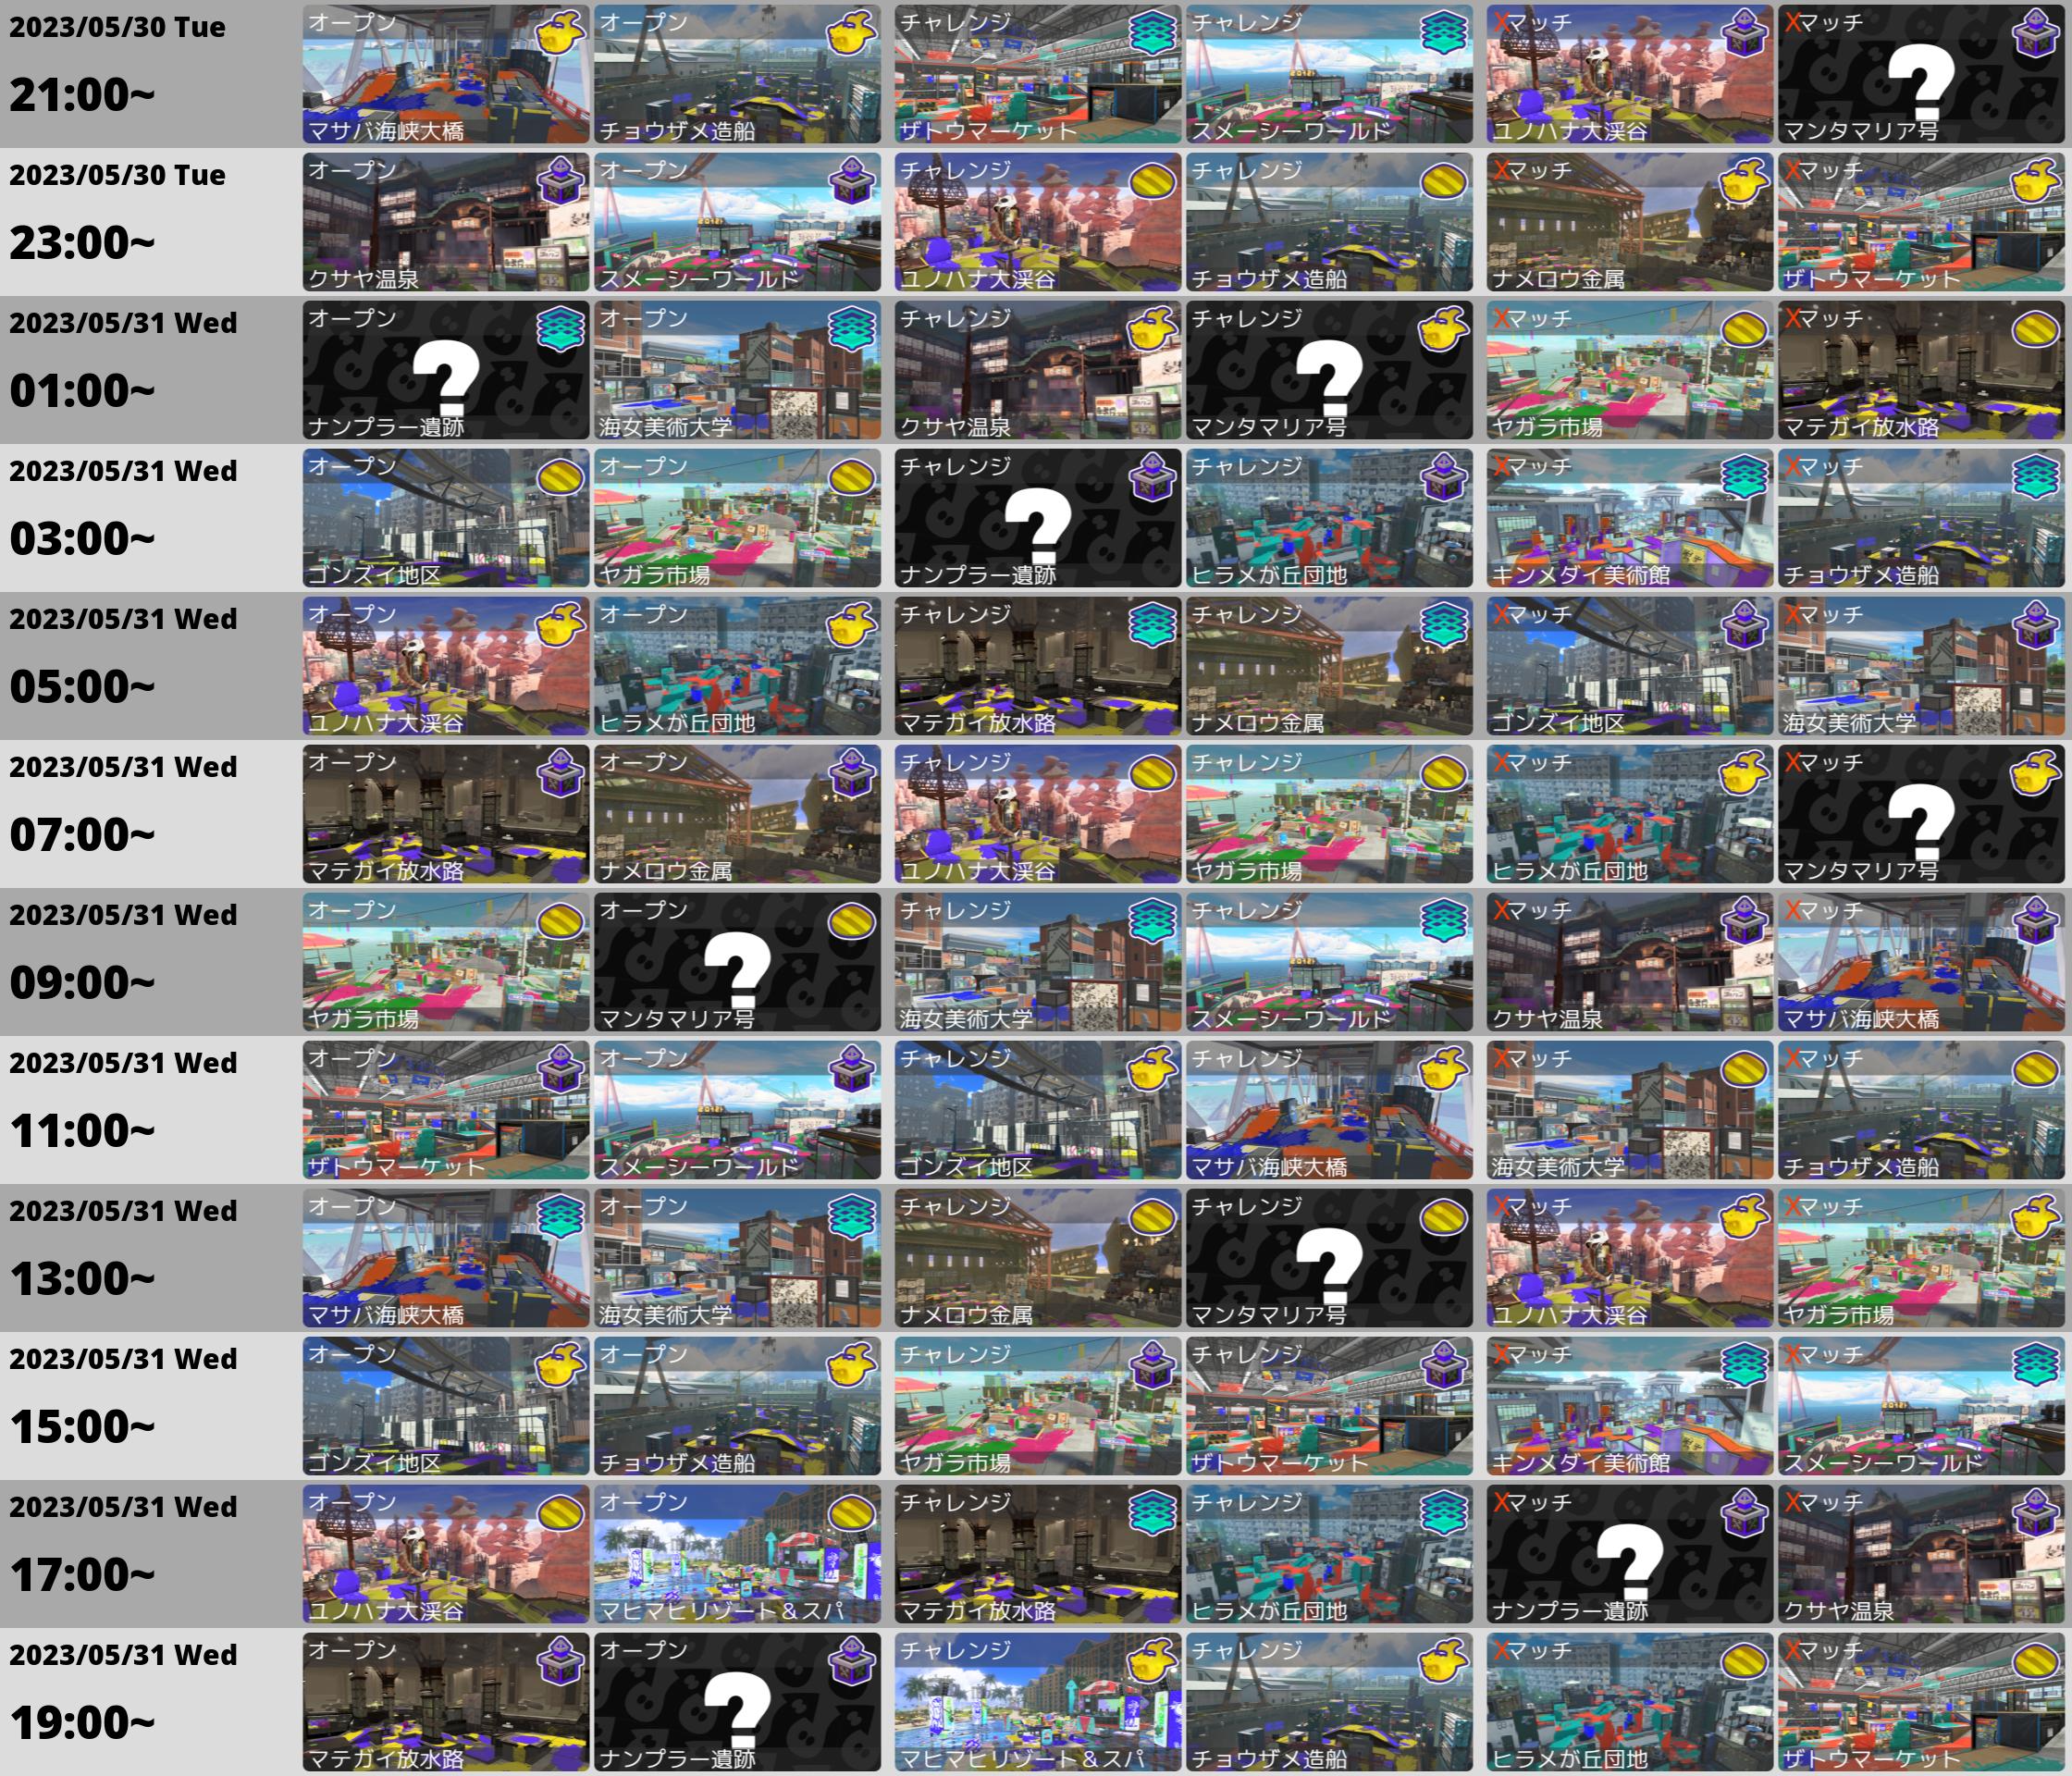 2023/05/30 Tue
21:00~
オープン オープン チャレンジ チャレンジ Xマッチ Xマッチ
マサバ海峡大橋 チョウザメ造船 ザトウマーケット スメーシーワールド ユノハナ大渓谷 マンタマリア号
2023/05/30 Tue
23:00~
オープン オープン チャレンジ チャレンジ Xマッチ Xマッチ
クサヤ温泉 スメーシーワールド ユノハナ大渓谷 チョウザメ造船 ナメロウ金属 ザトウマーケット
2023/05/31 Wed
01:00~
オープン オープン チャレンジ チャレンジ Xマッチ Xマッチ
ナンプラー遺跡 海女美術大学 クサヤ温泉 マンタマリア号 ヤガラ市場 マテガイ放水路
2023/05/31 Wed
03:00~
オープン オープン チャレンジ チャレンジ Xマッチ Xマッチ
ゴンズイ地区 ヤガラ市場 ナンプラー遺跡 ヒラメが丘団地 キンメダイ美術館 チョウザメ造船
2023/05/31 Wed
05:00~
オープン オープン チャレンジ チャレンジ Xマッチ Xマッチ
ユノハナ大渓谷 ヒラメが丘団地 マテガイ放水路 ナメロウ金属 ゴンズイ地区 海女美術大学
2023/05/31 Wed
07:00~
オープン オープン チャレンジ チャレンジ Xマッチ Xマッチ
マテガイ放水路 ナメロウ金属 ユノハナ大渓谷 ヤガラ市場 ヒラメが丘団地 マンタマリア号
2023/05/31 Wed
09:00~
オープン オープン チャレンジ チャレンジ Xマッチ Xマッチ
ヤガラ市場 マンタマリア号 海女美術大学 スメーシーワールド クサヤ温泉 マサバ海峡大橋
2023/05/31 Wed
11:00~
オープン オープン チャレンジ チャレンジ Xマッチ Xマッチ
ザトウマーケット スメーシーワールド ゴンズイ地区 マサバ海峡大橋 海女美術大学 チョウザメ造船
2023/05/31 Wed
13:00~
オープン オープン チャレンジ チャレンジ Xマッチ Xマッチ
マサバ海峡大橋 海女美術大学 ナメロウ金属 マンタマリア号 ユノハナ大渓谷 ヤガラ市場
2023/05/31 Wed
15:00~
オープン オープン チャレンジ チャレンジ Xマッチ Xマッチ
ゴンズイ地区 チョウザメ造船 ヤガラ市場 ザトウマーケット キンメダイ美術館 スメーシーワールド
2023/05/31 Wed
17:00~
オープン オープン チャレンジ チャレンジ Xマッチ Xマッチ
ユノハナ大渓谷 マヒマヒリゾート&スパ マテガイ放水路 ヒラメが丘団地 ナンプラー遺跡 クサヤ温泉
2023/05/31 Wed
19:00~
オープン オープン チャレンジ チャレンジ Xマッチ Xマッチ
マテガイ放水路 ナンプラー遺跡 マヒマヒリゾート&スパ チョウザメ造船 ヒラメが丘団地 ザトウマーケット